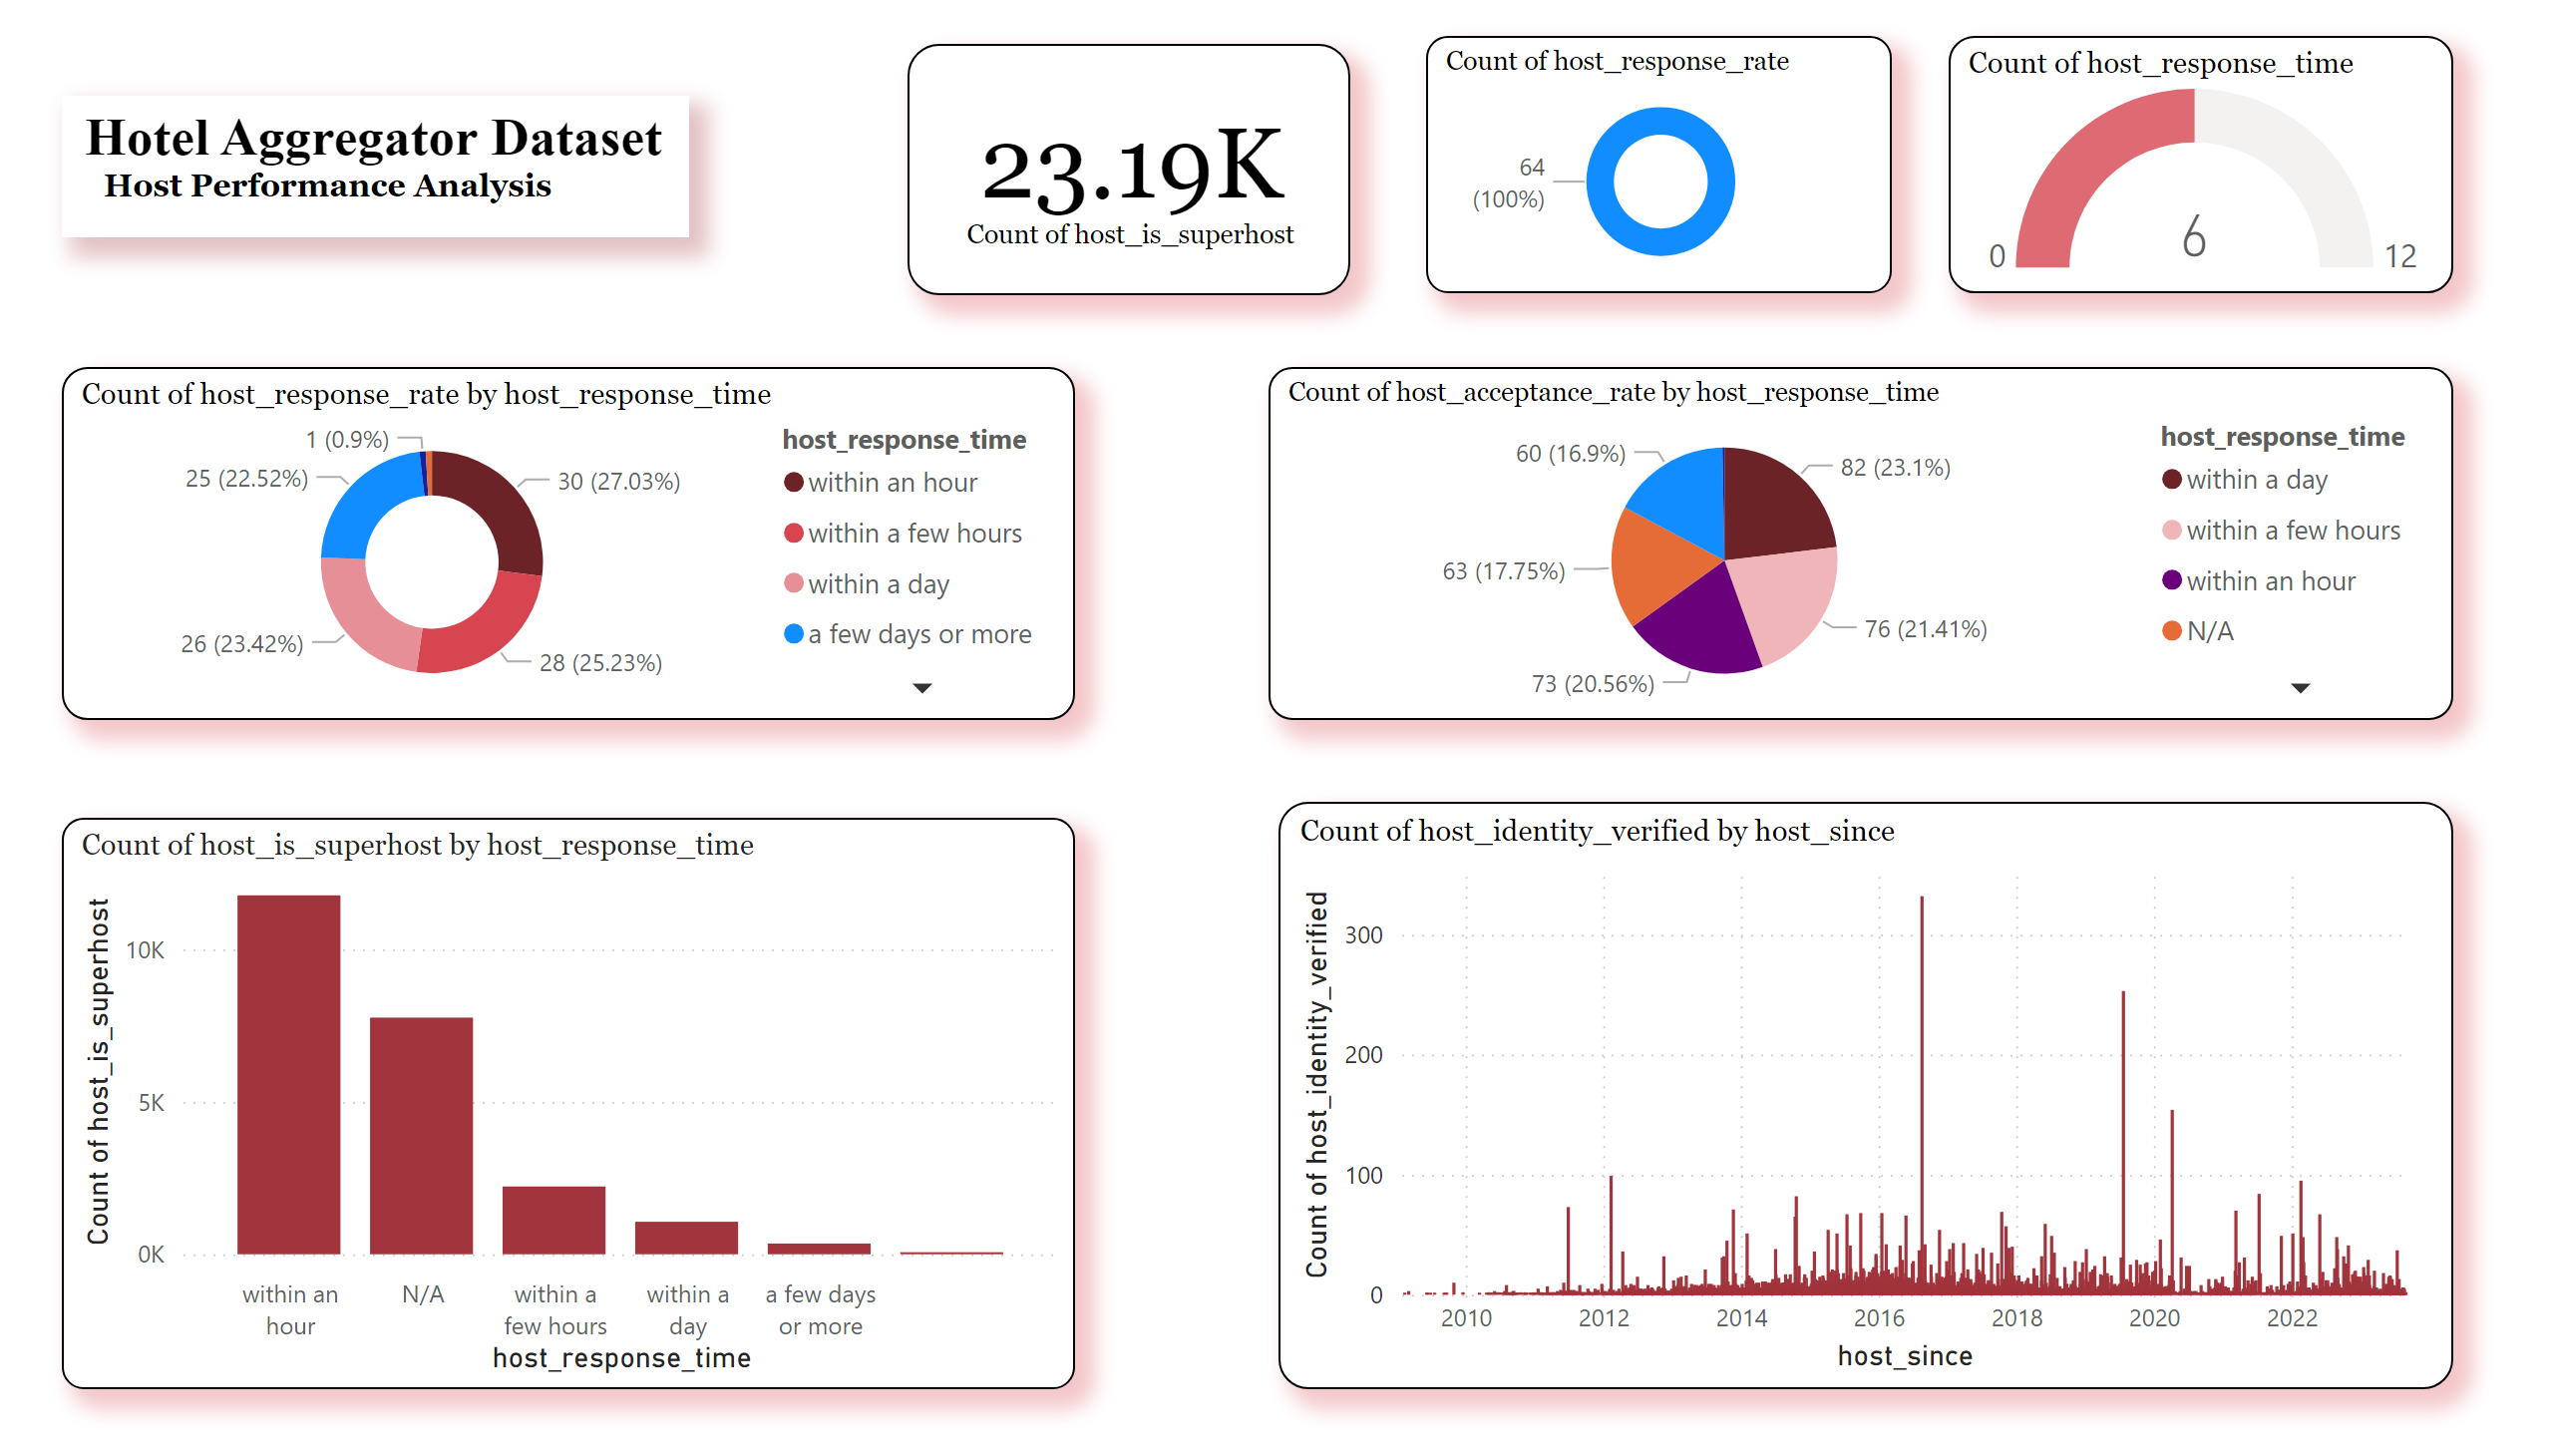 Hotel Aggregator Dataset
Host Performance Analysis
23.19K
Count of host_is_superhost
Count of host_response_rate
64
(100%)
Count of host_response_time
0
6
12
Count of host_response_rate by host_response_time
1 (0.9%)
25 (22.52%)
30 (27.03%)
26 (23.42%)
28 (25.23%)
host_response_time
within an hour
within a few hours
within a day
a few days or more
Count of host_acceptance_rate by host_response_time
60 (16.9%)
82 (23.1%)
63 (17.75%)
76 (21.41%)
73 (20.56%)
host_response_time
within a day
within a few hours
within an hour
N/A
Count of host_is_superhost by host_response_time
Count of host_is_superhost
10K
5K
0K
within an
hour
N/A
within a
few hours
within a
day
a few days
or more
host_response_time
Count of host_identity_verified by host_since
Count of host_identity_verified
300
200
100
0
2010
2012
2014
2016
2018
2020
2022
host_since